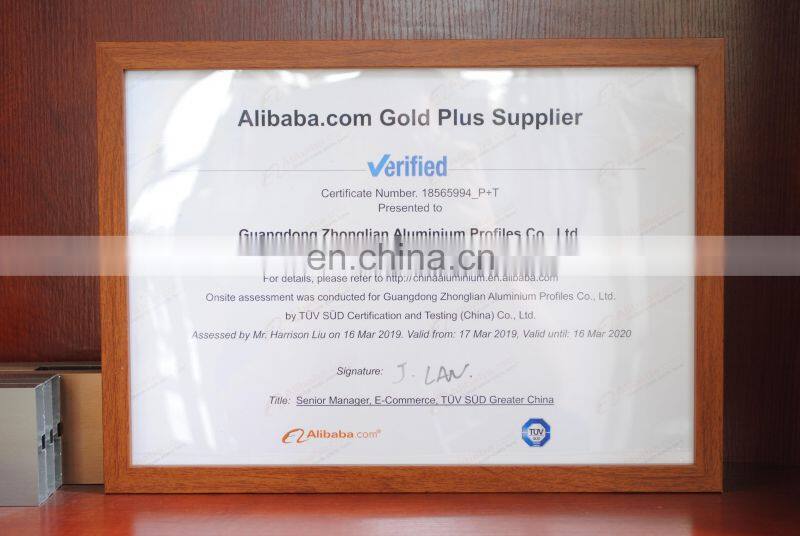 Alibaba.com Gold Plus Supplier
Verified
Certificate Number. 18565994_P+T
Presented to
Guangdong Zhonglian Aluminium Profiles Co., Ltd
en.china.cn
For details, please refer to http://chinaaluminium.en.alibaba.com
Onsite assessment was conducted for Guangdong Zhonglian Aluminium Profiles Co., Ltd.
by TÜV SÜD Certification and Testing (China) Co., Ltd.
Assessed by Mr. Harrison Liu on 16 Mar 2019. Valid from: 17 Mar 2019, Valid until: 16 Mar 2020
Signature: J. LAN.
Title: Senior Manager, E-Commerce, TÜV SÜD Greater China
Alibaba.com®
TÜV
SÜD